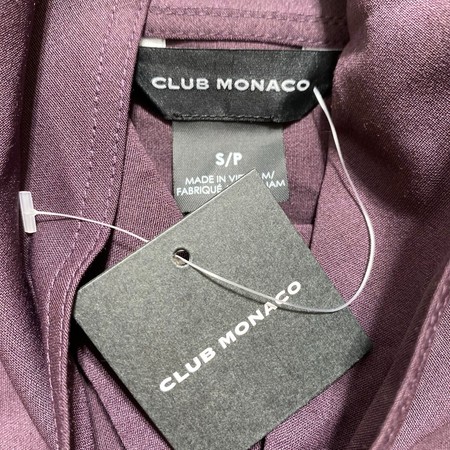 CLUB MONACO
S/P
MADE IN
FABRIQUÉ
CLUB MONACO